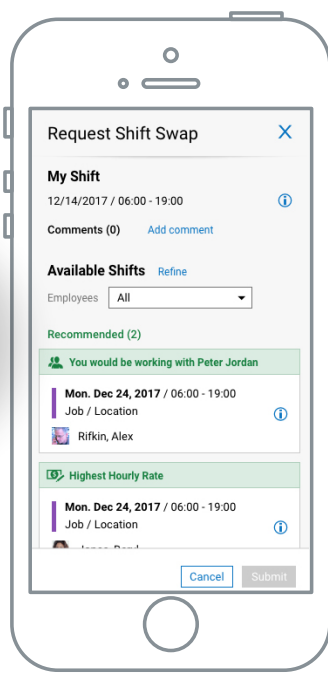 Request Shift Swap
My Shift
12/14/2017 / 06:00 - 19:00
Comments (0) Add comment
Available Shifts Refine
Employees All
Recommended (2)
You would be working with Peter Jordan
Mon. Dec 24, 2017 / 06:00 - 19:00
Job / Location
Rifkin, Alex
Highest Hourly Rate
Mon. Dec 24, 2017 / 06:00 - 19:00
Job / Location
Cancel Submit